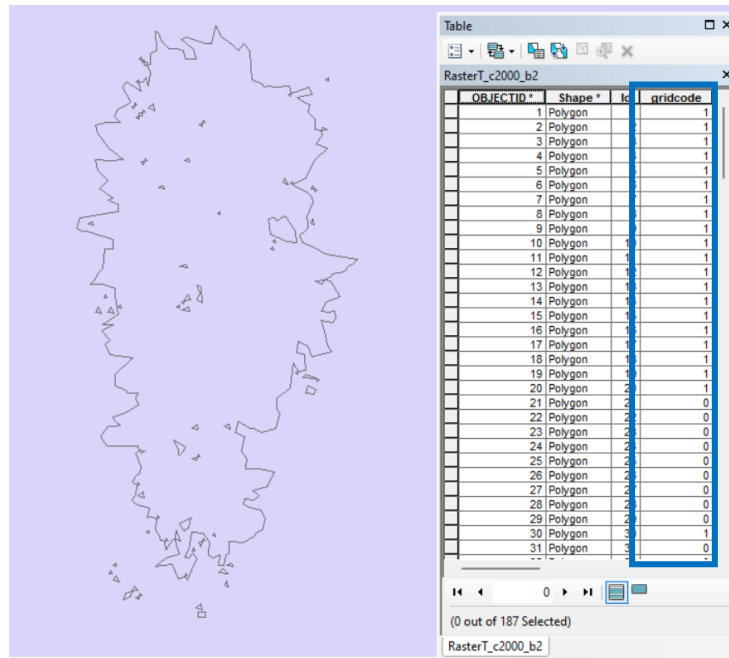 Table
RasterT_c2000_b2
OBJECTID * Shape * Id gridcode
1 Polygon 1
2 Polygon 1
3 Polygon 1
4 Polygon 1
5 Polygon 1
6 Polygon 1
7 Polygon 1
8 Polygon 1
9 Polygon 1
10 Polygon 1
11 Polygon 1
12 Polygon 1
13 Polygon 1
14 Polygon 1
15 Polygon 1
16 Polygon 1
17 Polygon 1
18 Polygon 1
19 Polygon 1
20 Polygon 1
21 Polygon 0
22 Polygon 0
23 Polygon 0
24 Polygon 0
25 Polygon 0
26 Polygon 0
27 Polygon 0
28 Polygon 0
29 Polygon 0
30 Polygon 1
31 Polygon 0
0
(0 out of 187 Selected)
RasterT_c2000_b2